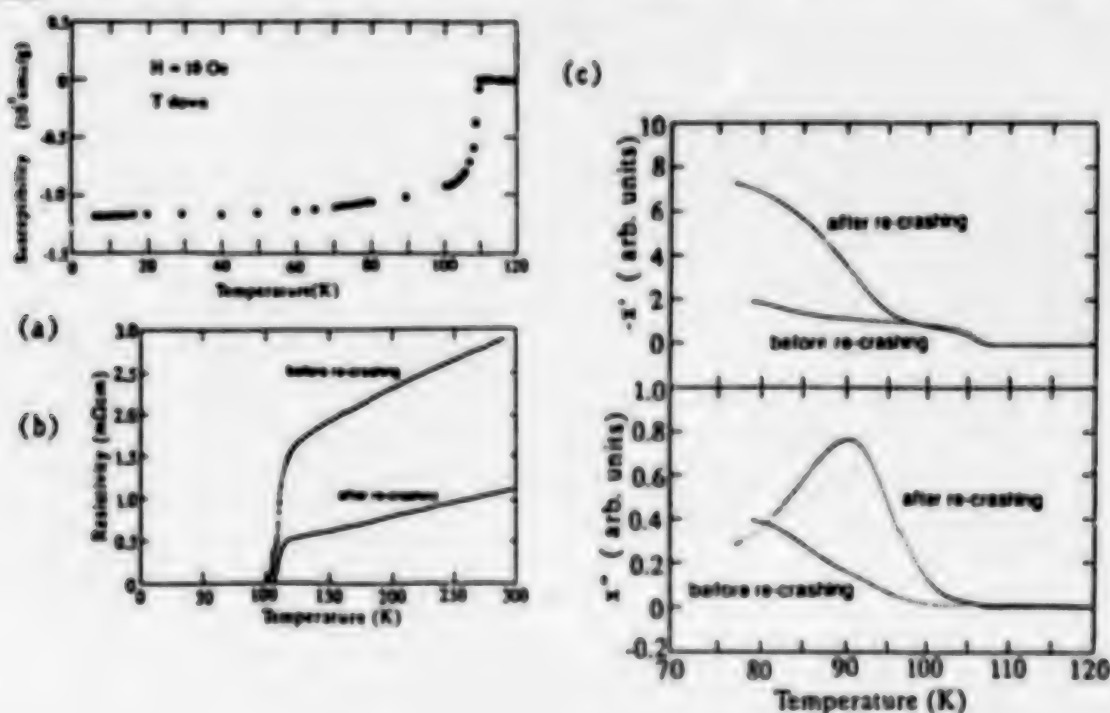 0.5
0
-0.5
-1.0
-1.5
Susceptibility
H = 10 Oe
T down
0 20 40 60 80 100 120
Temperature(K)
(a)
(b)
3.0
2.5
2.0
1.5
1.0
0.5
0
Resistivity (mΩcm)
before re-crashing
after re-crashing
0 50 100 150 200 250 300
Temperature (K)
(c)
10
8
6
4
2
0
( arb. units)
after re-crashing
before re-crashing
1.0
0.8
0.6
0.4
0.2
0
-0.2
( arb. units)
after re-crashing
before re-crashing
70 80 90 100 110 120
Temperature (K)